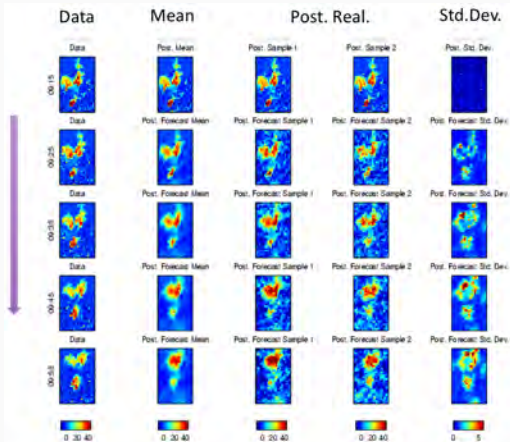 Data Mean Post. Real. Std.Dev.
Data Post. Mean Post. Sample 1 Post. Sample 2 Post. Std. Dev.
09:15
Data Post. Forecast Mean Post. Forecast Sample 1 Post. Forecast Sample 2 Post. Forecast Std. Dev.
09:25
Data Post. Forecast Mean Post. Forecast Sample 1 Post. Forecast Sample 2 Post. Forecast Std. Dev.
09:35
Data Post. Forecast Mean Post. Forecast Sample 1 Post. Forecast Sample 2 Post. Forecast Std. Dev.
09:45
Data Post. Forecast Mean Post. Forecast Sample 1 Post. Forecast Sample 2 Post. Forecast Std. Dev.
09:55
0 20 40 0 20 40 0 20 40 0 20 40 0 5